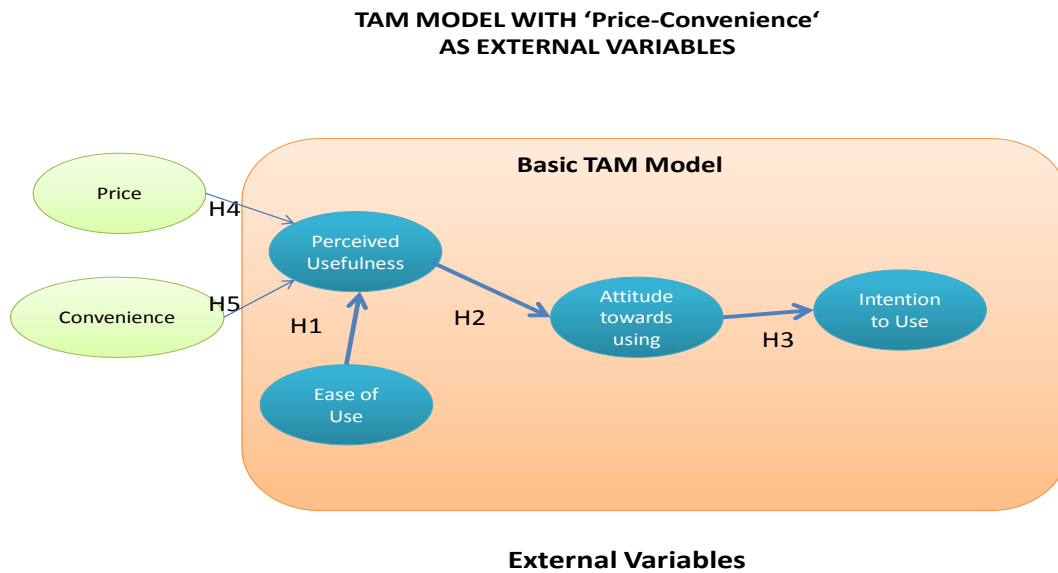 TAM MODEL WITH ‘Price-Convenience‘
AS EXTERNAL VARIABLES
Basic TAM Model
Price
H4
Perceived
Usefulness
Convenience
H5
H1
H2
Attitude
towards
using
H3
Intention
to Use
Ease of
Use
External Variables